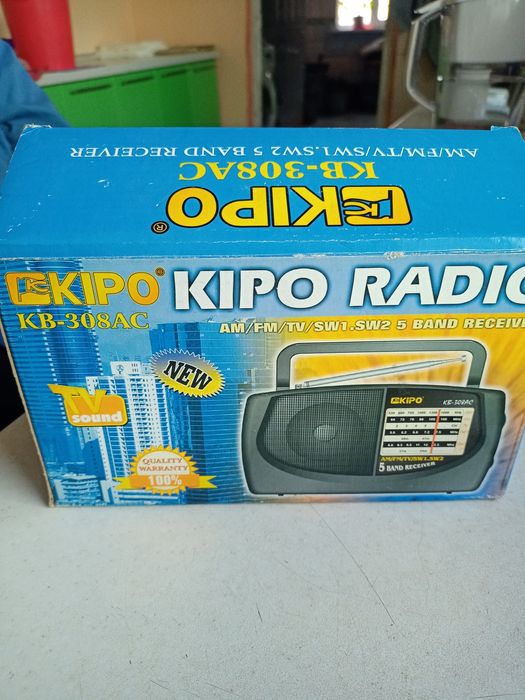 AM/FM/TV/SW1.SW2 5 BAND RECEIVER
KB-308AC
KIPO®
KIPO®
KIPO RADIO
KB-308AC
AM/FM/TV/SW1.SW2 5 BAND RECEIVE
NEW
TV
sound
QUALITY
WARRANTY
100%
KIPO
KB-308AC
AM/FM/TV/SW1.SW2
5 BAND RECEIVER